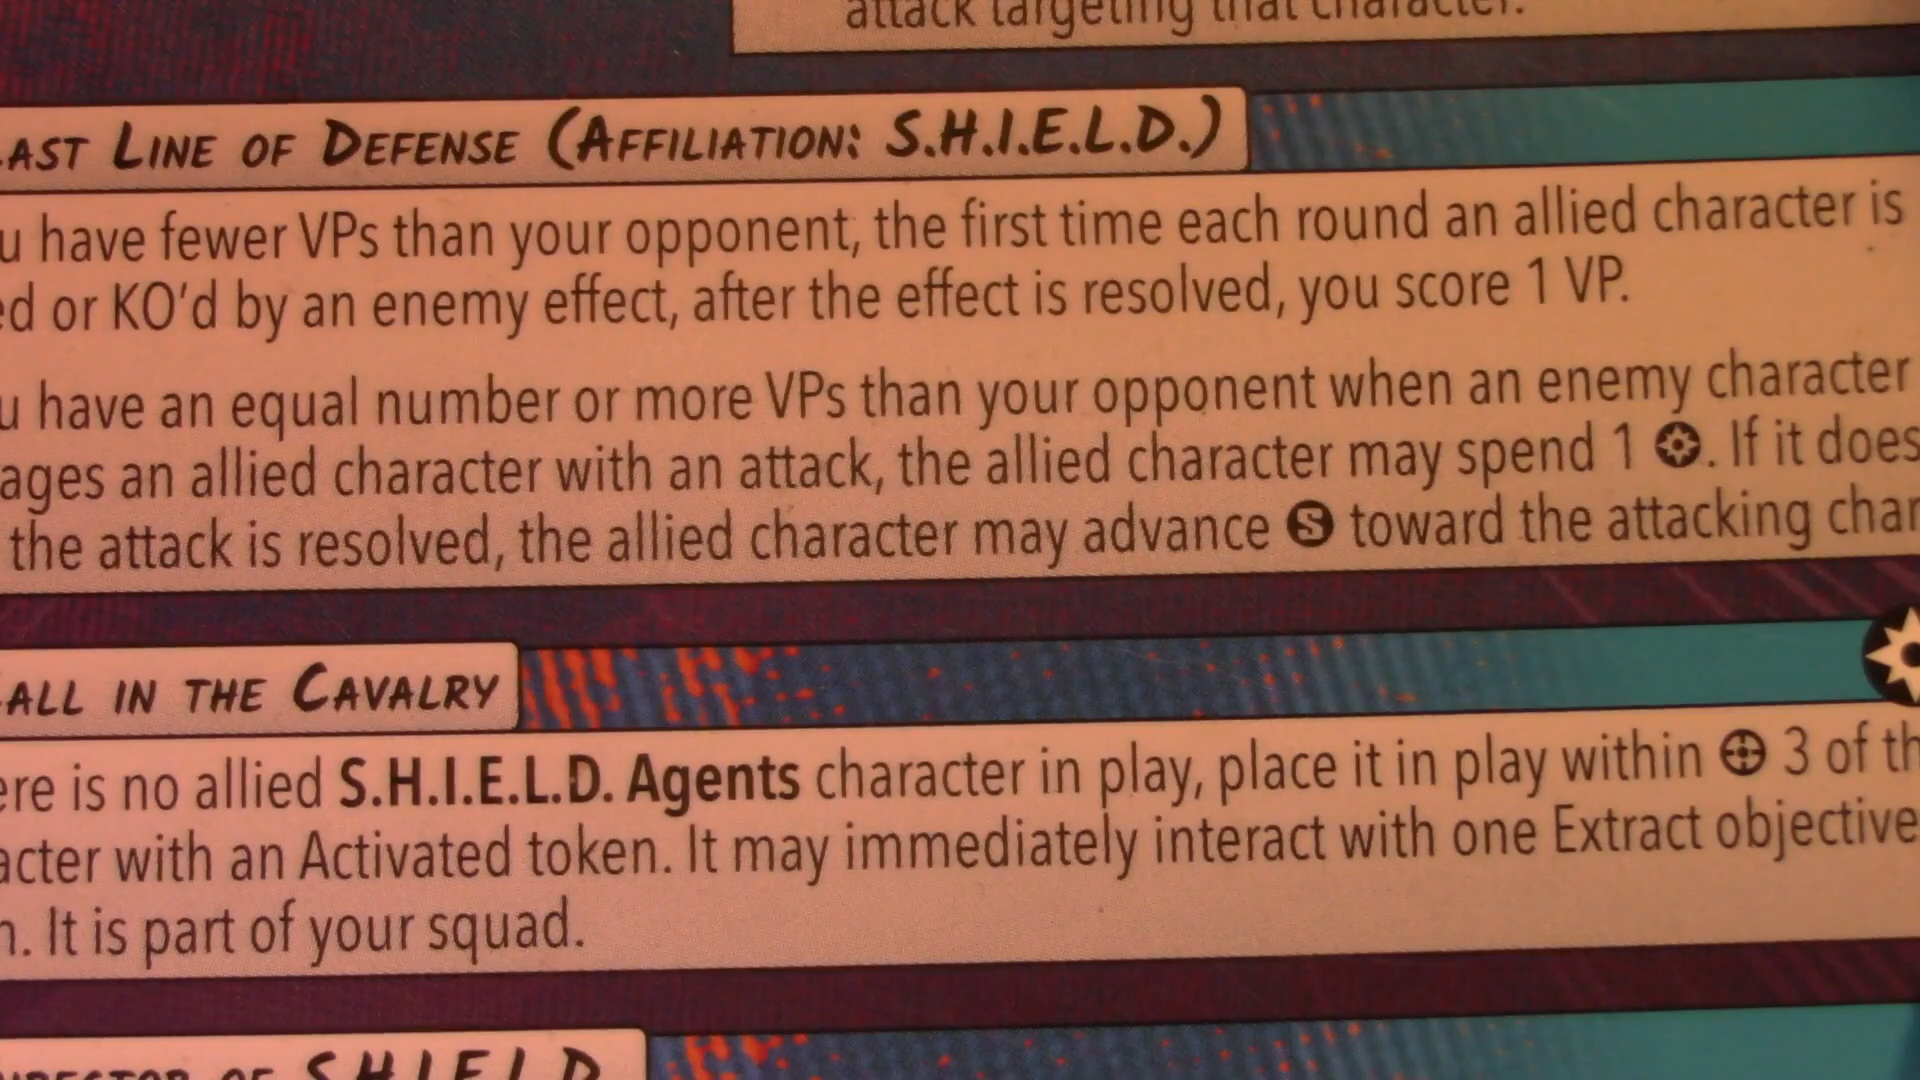 attack targeting that character.
LAST LINE OF DEFENSE (AFFILIATION: S.H.I.E.L.D.)
u have fewer VPs than your opponent, the first time each round an allied character is
ed or KO'd by an enemy effect, after the effect is resolved, you score 1 VP.
u have an equal number or more VPs than your opponent when an enemy character
ages an allied character with an attack, the allied character may spend 1 . If it does
the attack is resolved, the allied character may advance S toward the attacking char
CALL IN THE CAVALRY
ere is no allied S.H.I.E.L.D. Agents character in play, place it in play within 3 of th
acter with an Activated token. It may immediately interact with one Extract objective
n. It is part of your squad.
DIRECTOR OF S.H.I.E.L.D.